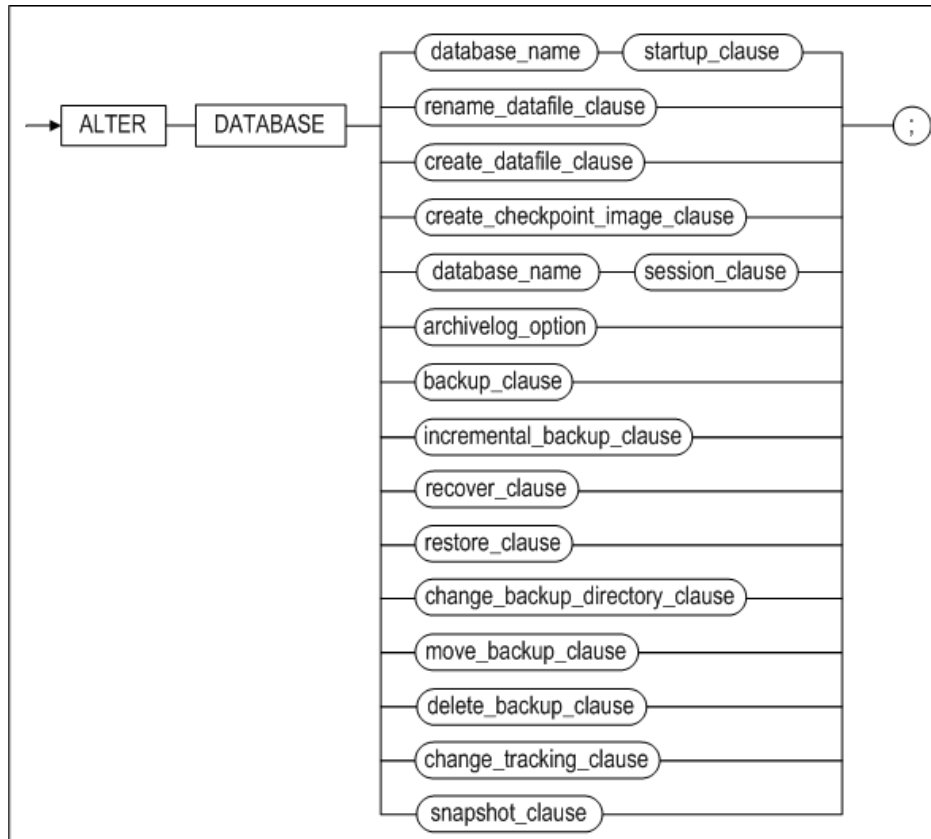 database_name startup_clause
rename_datafile_clause
ALTER DATABASE ;
create_datafile_clause
create_checkpoint_image_clause
database_name session_clause
archivelog_option
backup_clause
incremental_backup_clause
recover_clause
restore_clause
change_backup_directory_clause
move_backup_clause
delete_backup_clause
change_tracking_clause
snapshot_clause